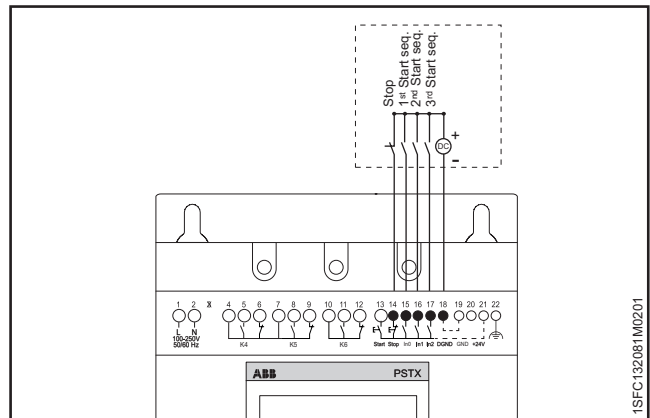 Stop
1st Start seq.
2nd Start seq.
3rd Start seq.
+
DC
-
1 2 4 5 6 7 8 9 10 11 12 13 14 15 16 17 18 19 20 21 22
L N
100-250V
50/60 Hz
K4 K5 K6 Start Stop In0 In1 In2 DGND GND +24V
ABB PSTX
1SFC132081M0201